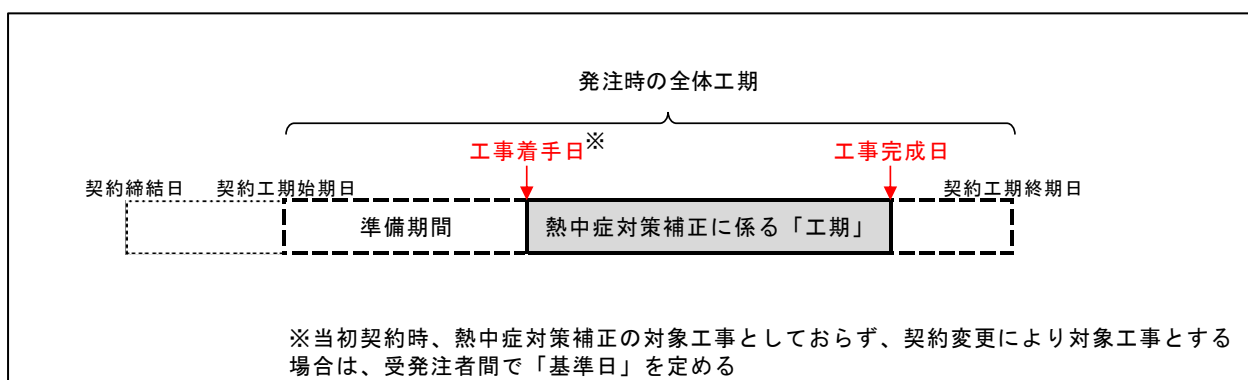 発注時の全体工期
工事着手日※
工事完成日
契約締結日
契約工期始期日
契約工期終期日
準備期間
熱中症対策補正に係る「工期」
※当初契約時、熱中症対策補正の対象工事としておらず、契約変更により対象工事とする
場合は、受発注者間で「基準日」を定める